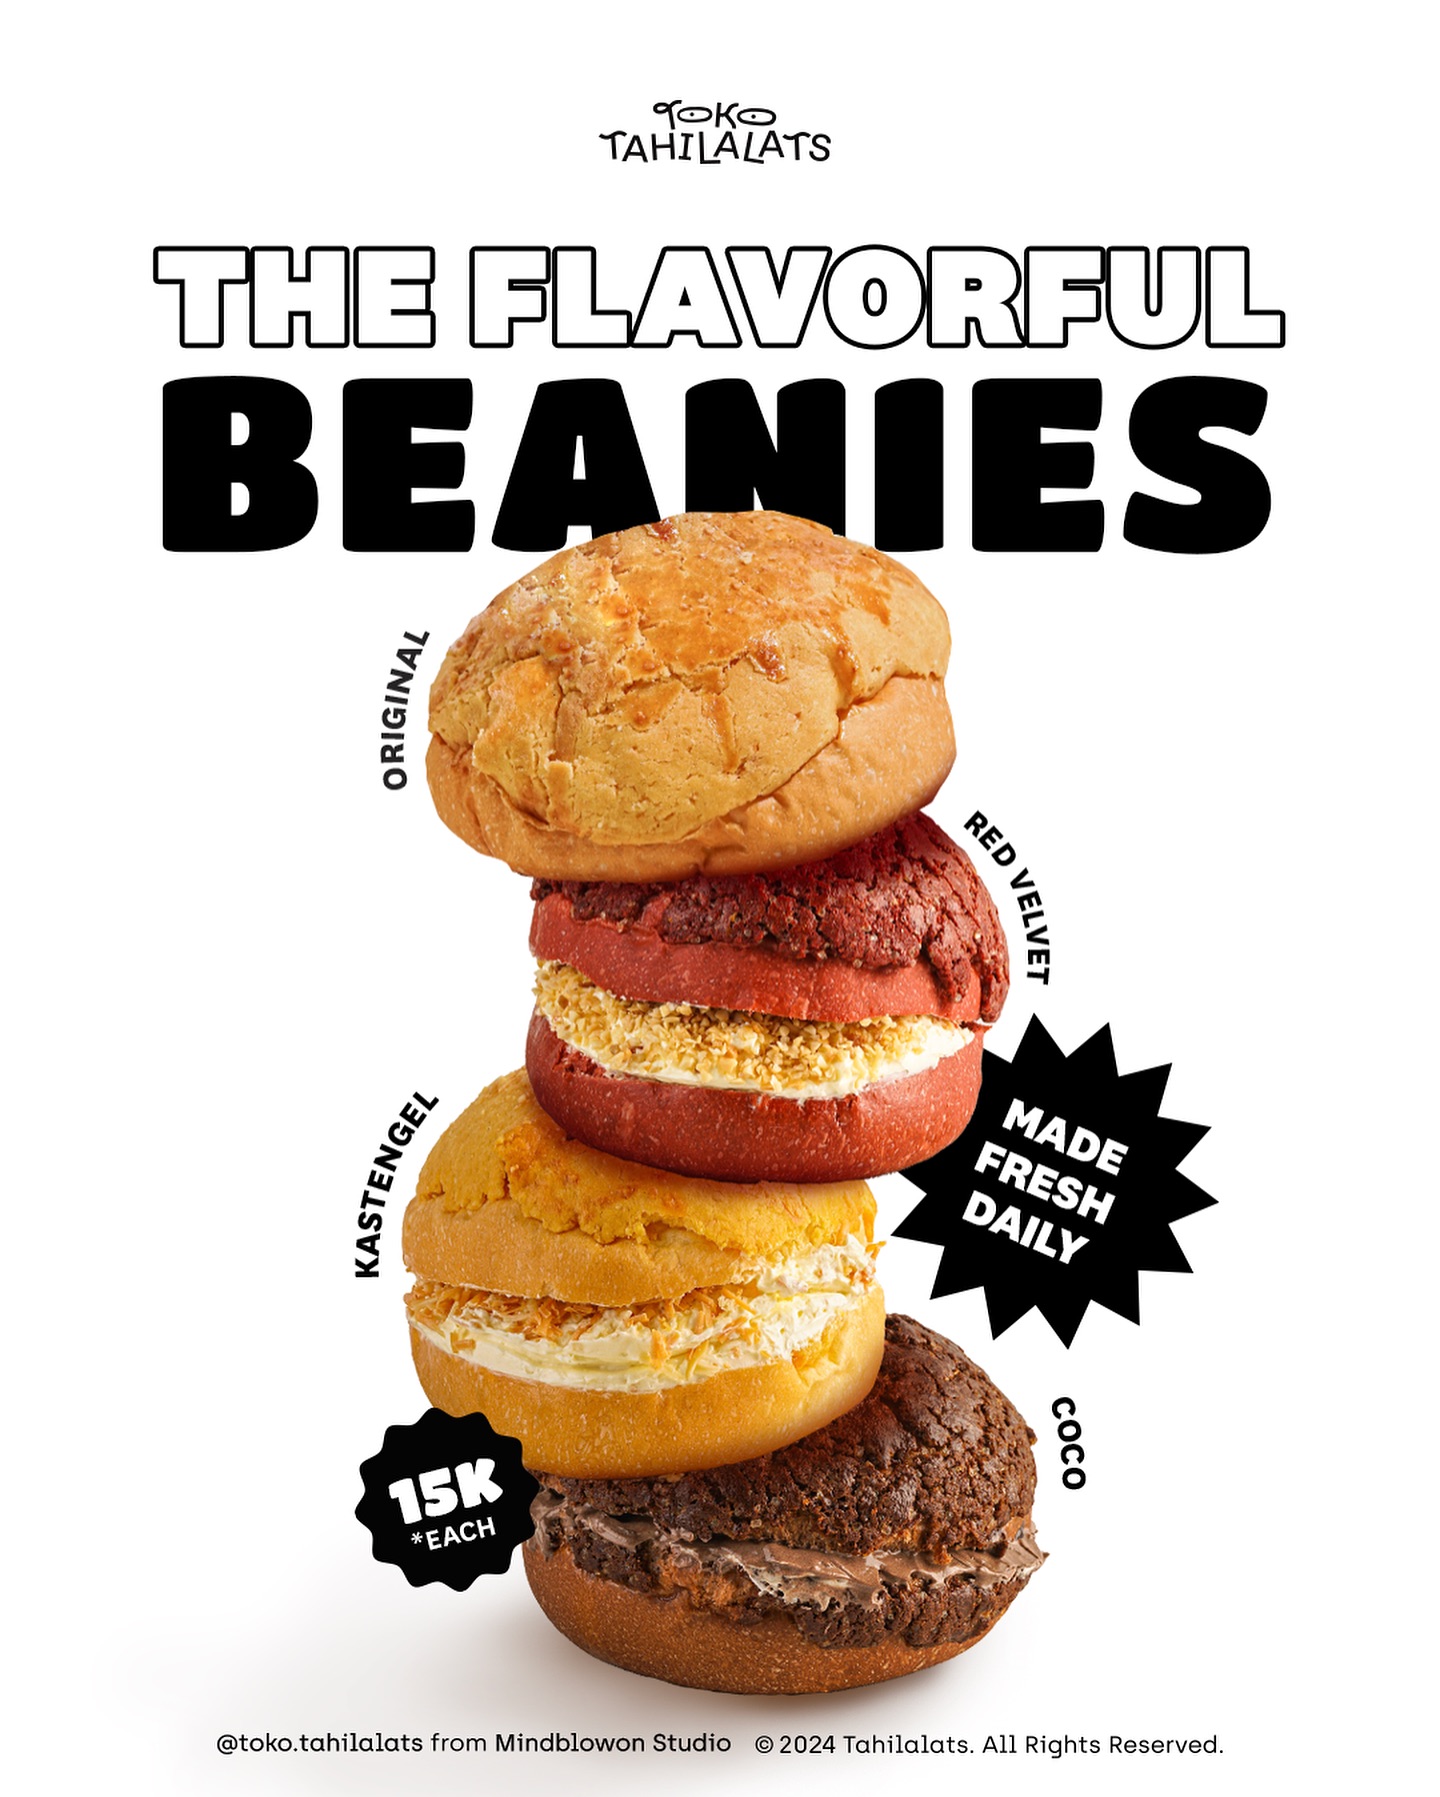 TOKO
TAHILALATS
THE FLAVORFUL
BEANIES
ORIGINAL
RED VELVET
KASTENGEL
MADE
FRESH
DAILY
COCO
15K
*EACH
@toko.tahilalats from Mindblowon Studio © 2024 Tahilalats. All Rights Reserved.